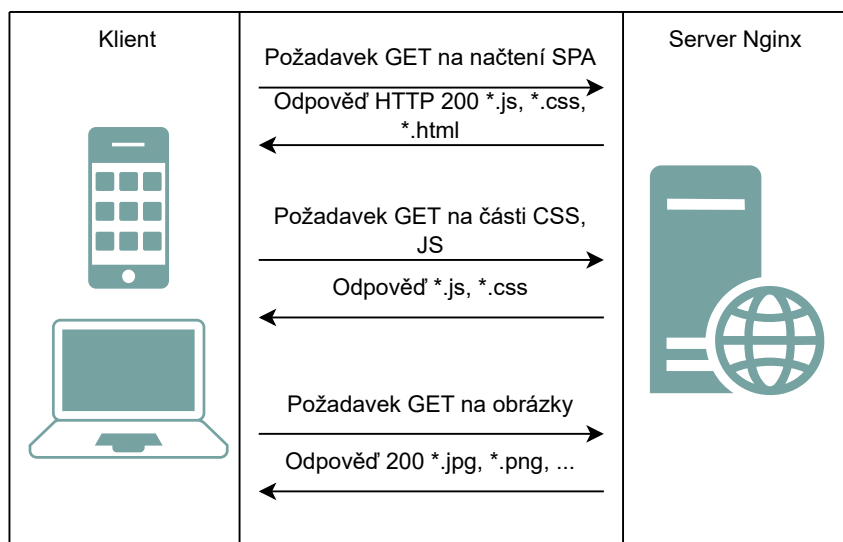 Klient
Server Nginx
Požadavek GET na načtení SPA
Odpověď HTTP 200 *.js, *.css,
*.html
Požadavek GET na části CSS,
JS
Odpověď *.js, *.css
Požadavek GET na obrázky
Odpověď 200 *.jpg, *.png, ...